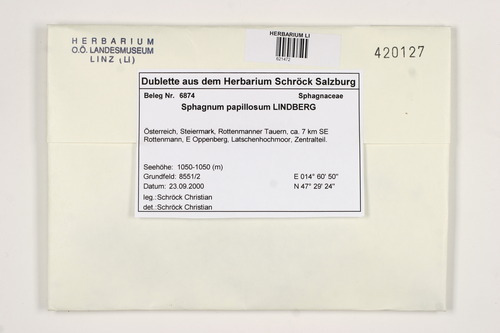 HERBARIUM
O.Ö. LANDESMUSEUM
LINZ (LI)
HERBARIUM LI
621472
420127
Dublette aus dem Herbarium Schröck Salzburg
Beleg Nr. 6874 Sphagnaceae
Sphagnum papillosum LINDBERG
Österreich, Steiermark, Rottenmanner Tauern, ca. 7 km SE
Rottenmann, E Oppenberg, Latschenhochmoor, Zentralteil.
Seehöhe: 1050-1050 (m)
Grundfeld: 8551/2 E 014° 60' 50"
Datum: 23.09.2000 N 47° 29' 24"
leg.:Schröck Christian
det.:Schröck Christian